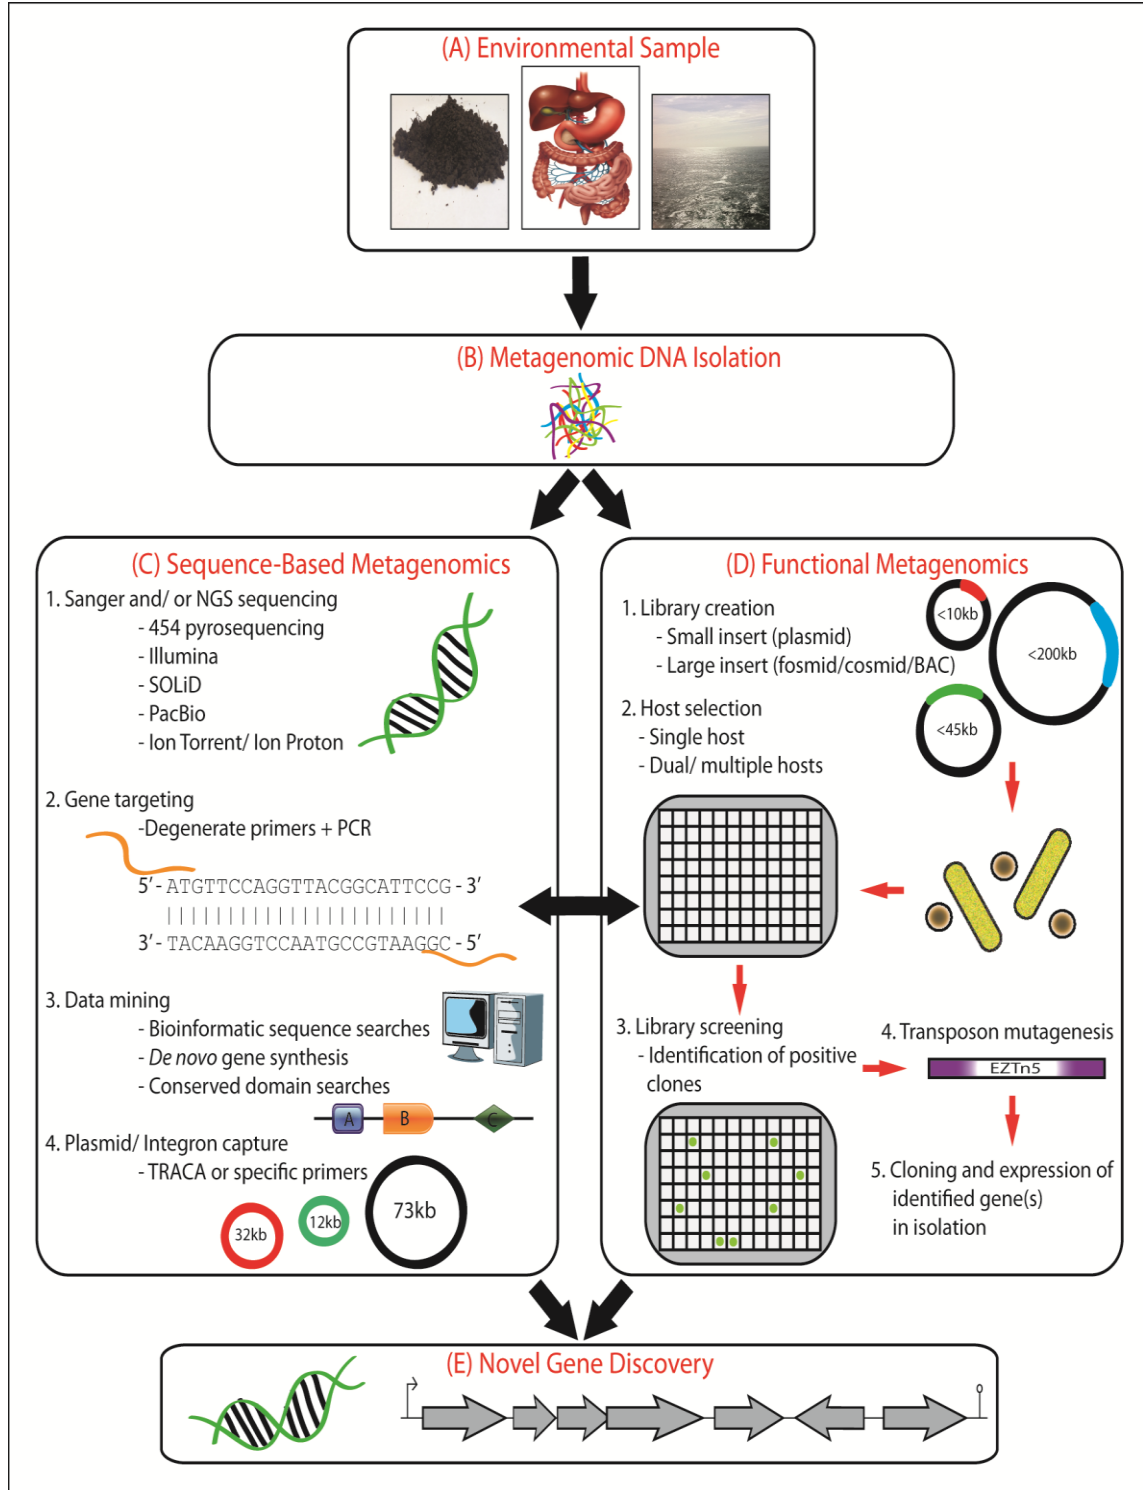 (A) Environmental Sample
(B) Metagenomic DNA Isolation
(C) Sequence-Based Metagenomics
1. Sanger and/ or NGS sequencing
- 454 pyrosequencing
- Illumina
- SOLiD
- PacBio
- Ion Torrent/ Ion Proton
2. Gene targeting
-Degenerate primers + PCR
5'- ATGTTCCAGGTTACGGCATTCCG - 3'
3'- TACAAGGTCCAATGCCGTAAGGC - 5'
3. Data mining
- Bioinformatic sequence searches
- De novo gene synthesis
- Conserved domain searches
A B C
4. Plasmid/ Integron capture
- TRACA or specific primers
32kb
12kb
73kb
(D) Functional Metagenomics
1. Library creation
- Small insert (plasmid)
- Large insert (fosmid/cosmid/BAC)
<10kb
<200kb
<45kb
2. Host selection
- Single host
- Dual/ multiple hosts
3. Library screening
- Identification of positive
clones
4. Transposon mutagenesis
EZTn5
5. Cloning and expression of
identified gene(s)
in isolation
(E) Novel Gene Discovery